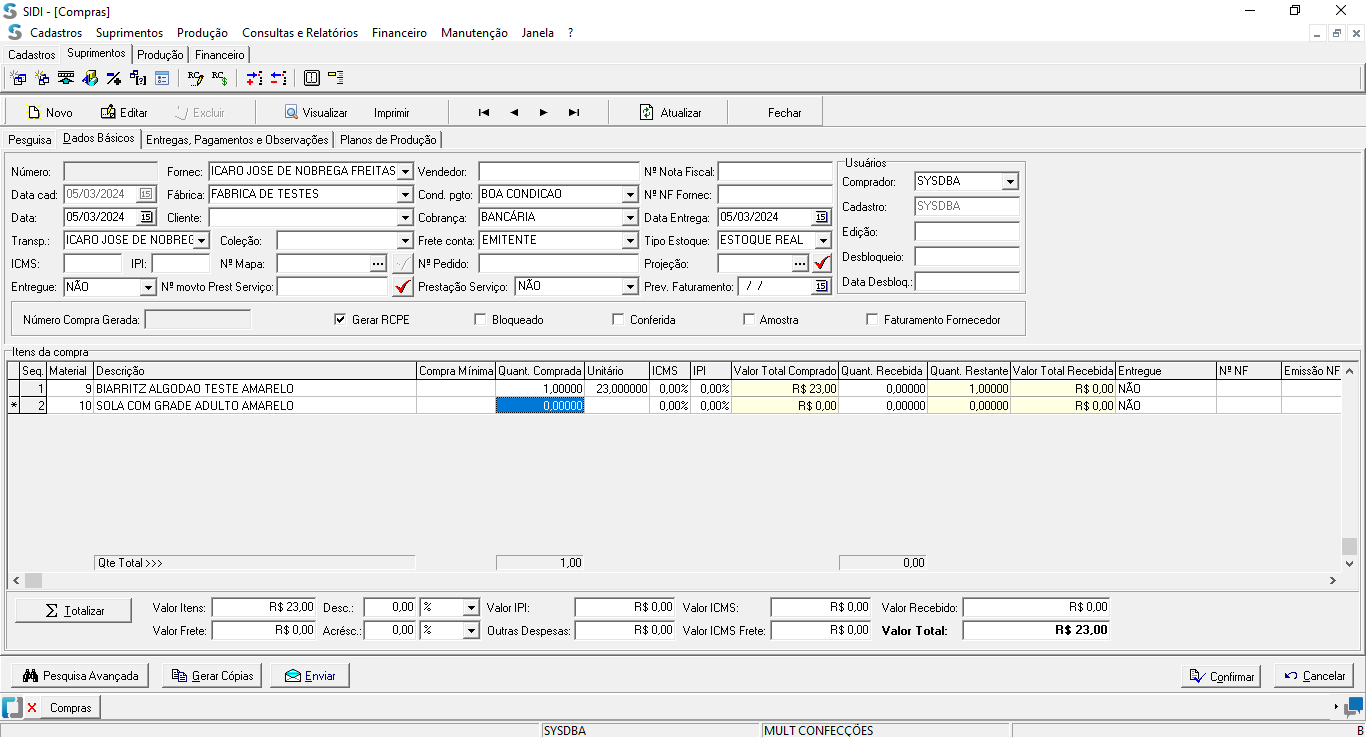 SIDI - [Compras]
Cadastros Suprimentos Produção Consultas e Relatórios Financeiro Manutenção Janela ?
Cadastros Suprimentos Produção Financeiro
Novo Editar Excluir Visualizar Imprimir Atualizar Fechar
Pesquisa Dados Básicos Entregas, Pagamentos e Observações Planos de Produção
Número: Fornec: ICARO JOSE DE NOBREGA FREITAS Vendedor: Nº Nota Fiscal: Usuários
Comprador: SYSDBA
Data cad: 05/03/2024 15 Fábrica: FABRICA DE TESTES Cond. pgto: BOA CONDICAO Nº NF Fornec:
Cadastro: SYSDBA
Data: 05/03/2024 15 Cliente: Cobrança: BANCÁRIA Data Entrega: 05/03/2024 15
Edição:
Transp.: ICARO JOSE DE NOBREG Coleção: Frete conta: EMITENTE Tipo Estoque: ESTOQUE REAL
Desbloqueio:
ICMS: IPI: Nº Mapa: ... Nº Pedido: Projeção: ...
Data Desbloq.:
Entregue: NÃO Nº movto Prest Serviço: Prestação Serviço: NÃO Prev. Faturamento: / / 15
Número Compra Gerada: Gerar RCPE Bloqueado Conferida Amostra Faturamento Fornecedor
Itens da compra
Seq. Material Descrição Compra Mínima Quant. Comprada Unitário ICMS IPI Valor Total Comprado Quant. Recebida Quant. Restante Valor Total Recebida Entregue Nº NF Emissão NF
1 9 BIARRITZ ALGODAO TESTE AMARELO 1,00000 23,000000 0,00% 0,00% R$ 23,00 0,00000 1,00000 R$ 0,00 NÃO
* 2 10 SOLA COM GRADE ADULTO AMARELO 0,00000 0,00% 0,00% R$ 0,00 0,00000 0,00000 R$ 0,00 NÃO
Qte Total >>> 1,00 0,00
Σ Totalizar Valor Itens: R$ 23,00 Desc.: 0,00 % Valor IPI: R$ 0,00 Valor ICMS: R$ 0,00 Valor Recebido: R$ 0,00
Valor Frete: R$ 0,00 Acrésc.: 0,00 % Outras Despesas: R$ 0,00 Valor ICMS Frete: R$ 0,00 Valor Total: R$ 23,00
Pesquisa Avançada Gerar Cópias Enviar Confirmar Cancelar
Compras
SYSDBA MULT CONFECÇÕES B